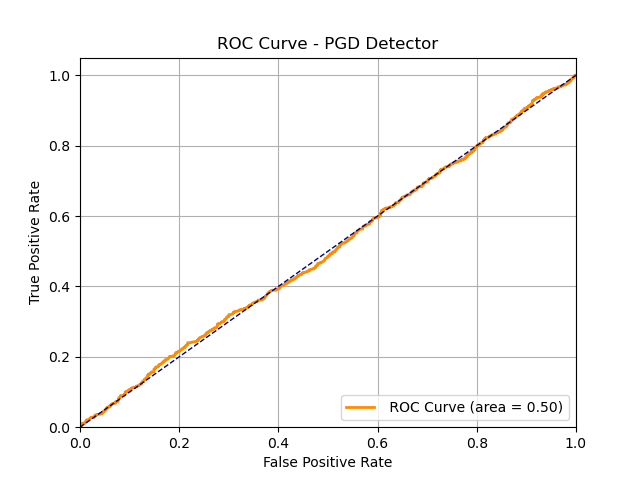 ROC Curve - PGD Detector
True Positive Rate
1.0
0.8
0.6
0.4
0.2
0.0
ROC Curve (area = 0.50)
0.0 0.2 0.4 0.6 0.8 1.0
False Positive Rate